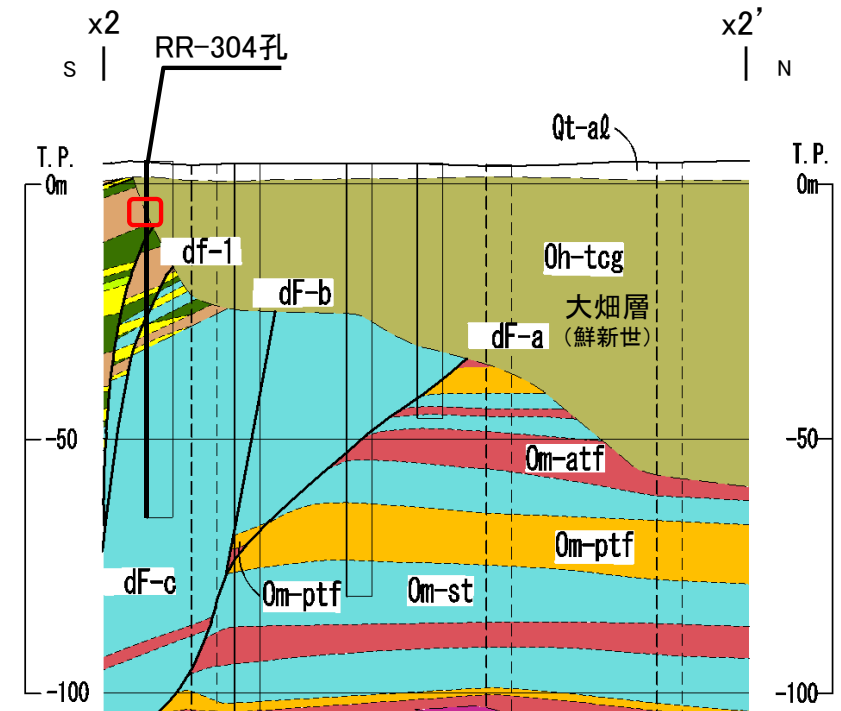 x2
x2’
S
RR-304孔
N
Qt-aℓ
T.P.
T.P.
0m
0m
df-1
Oh-tcg
dF-b
大畑層
（鮮新世）
dF-a
-50
-50
Om-atf
Om-ptf
dF-c
Om-ptf
Om-st
-100
-100